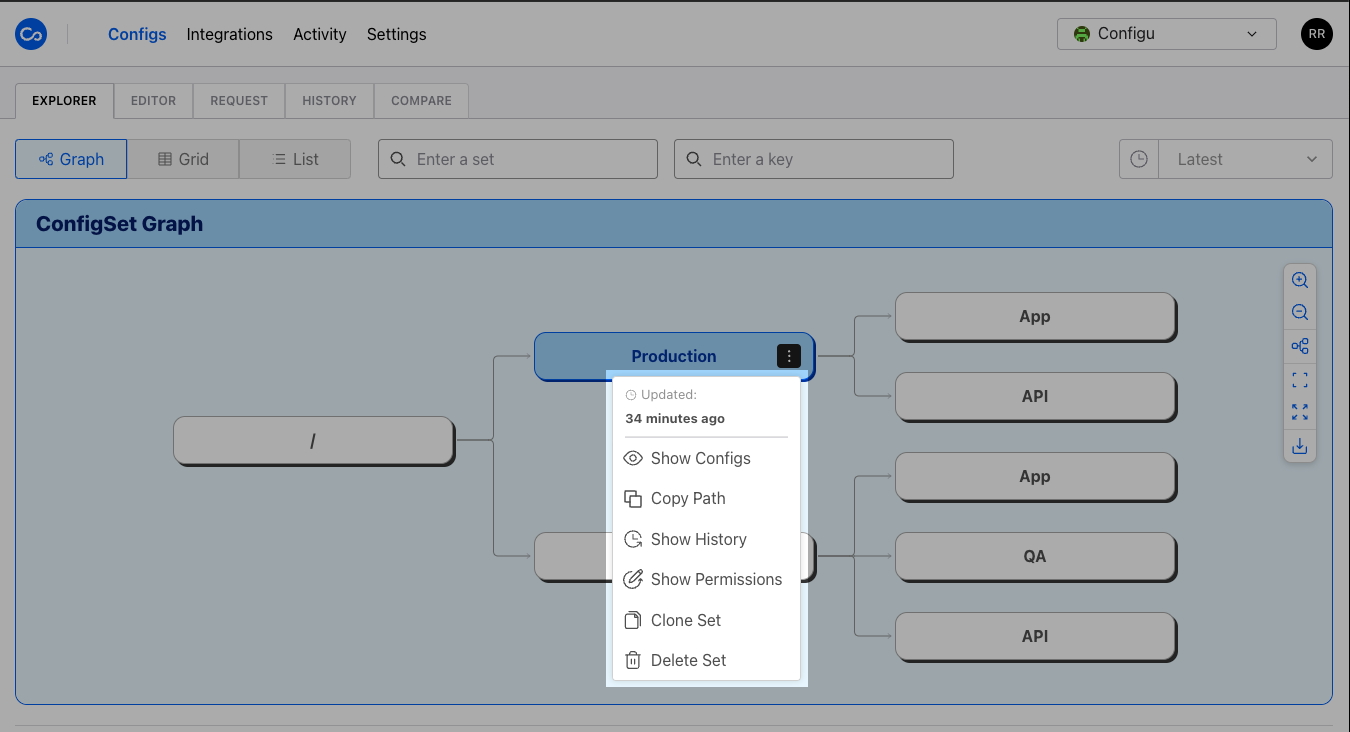 Configs Integrations Activity Settings Configu RR
EXPLORER EDITOR REQUEST HISTORY COMPARE
Graph Grid List Enter a set Enter a key Latest
ConfigSet Graph
App
Production
API
/
Updated:
34 minutes ago
Show Configs
Copy Path
Show History
Show Permissions
Clone Set
Delete Set
App
QA
API